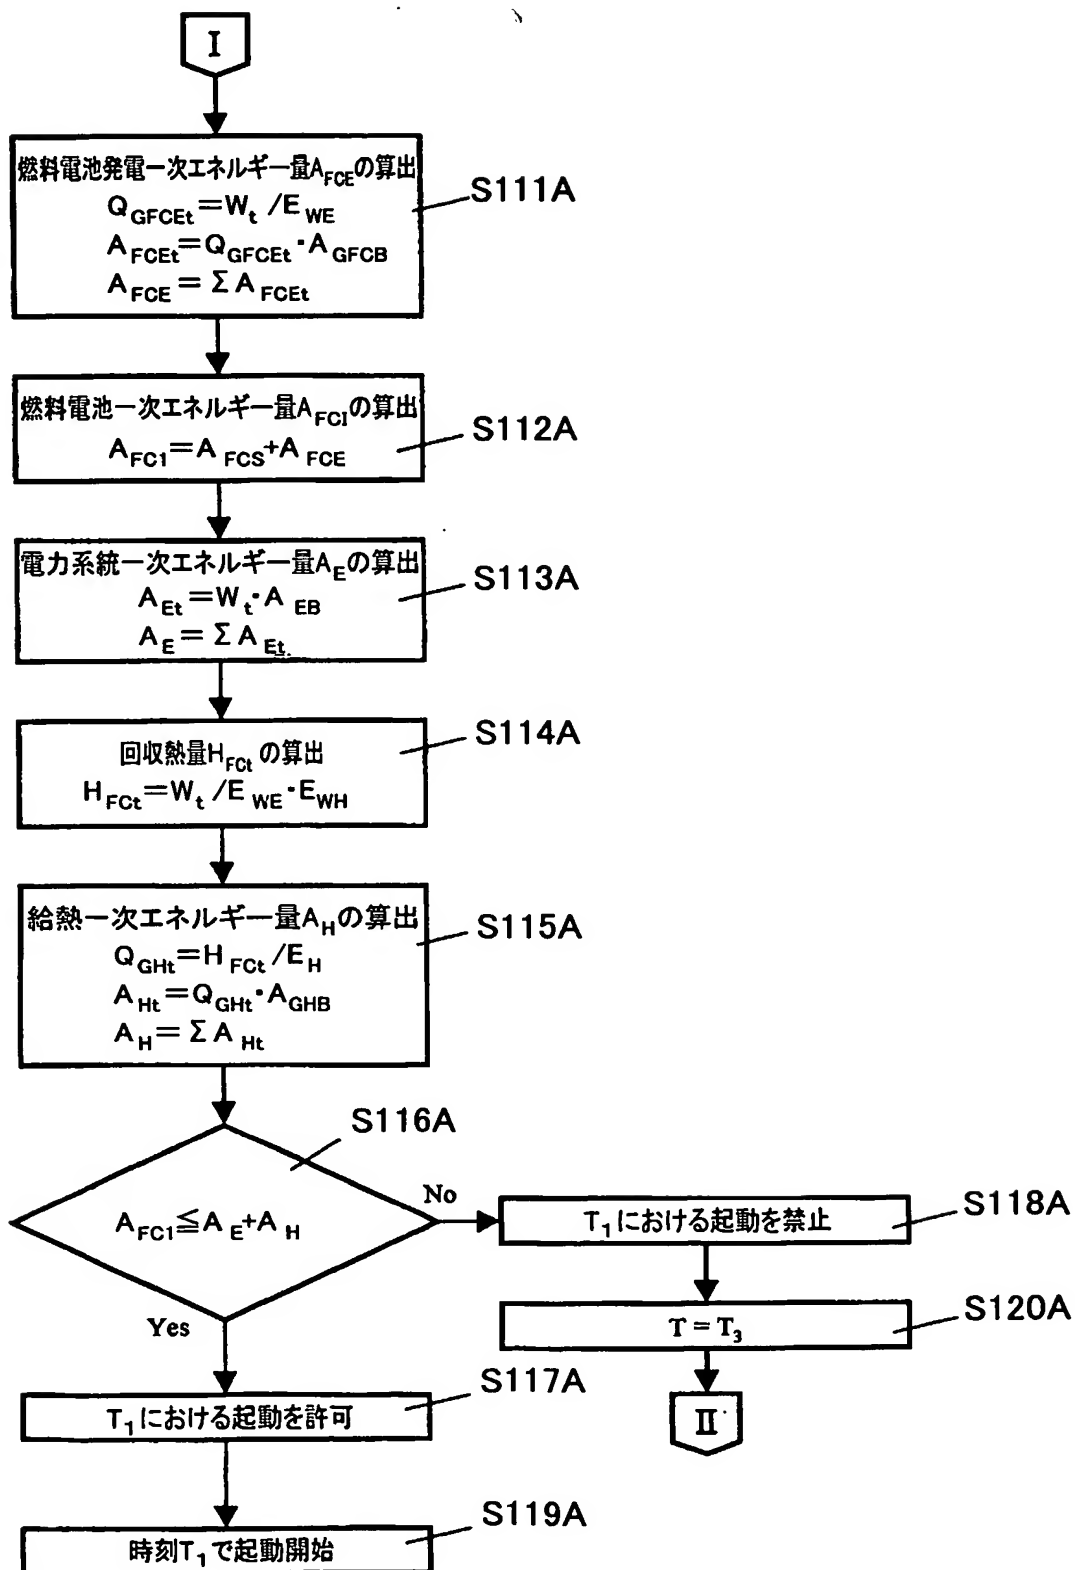 I
燃料電池発電一次エネルギー量A_FCEの算出
Q_GFCEt=W_t/E_WE
A_FCEt=Q_GFCEt・A_GFCB
A_FCE=ΣA_FCEt
S111A
燃料電池一次エネルギー量A_FCIの算出
A_FC1=A_FCS+A_FCE
S112A
電力系統一次エネルギー量A_Eの算出
A_Et=W_t・A_EB
A_E=ΣA_Et
S113A
回収熱量H_FCtの算出
H_FCt=W_t/E_WE・E_WH
S114A
給熱一次エネルギー量A_Hの算出
Q_GHt=H_FCt/E_H
A_Ht=Q_GHt・A_GHB
A_H=ΣA_Ht
S115A
A_FC1≦A_E+A_H
S116A
No
Yes
T_1における起動を禁止
S118A
T=T_3
S120A
II
T_1における起動を許可
S117A
時刻T_1で起動開始
S119A